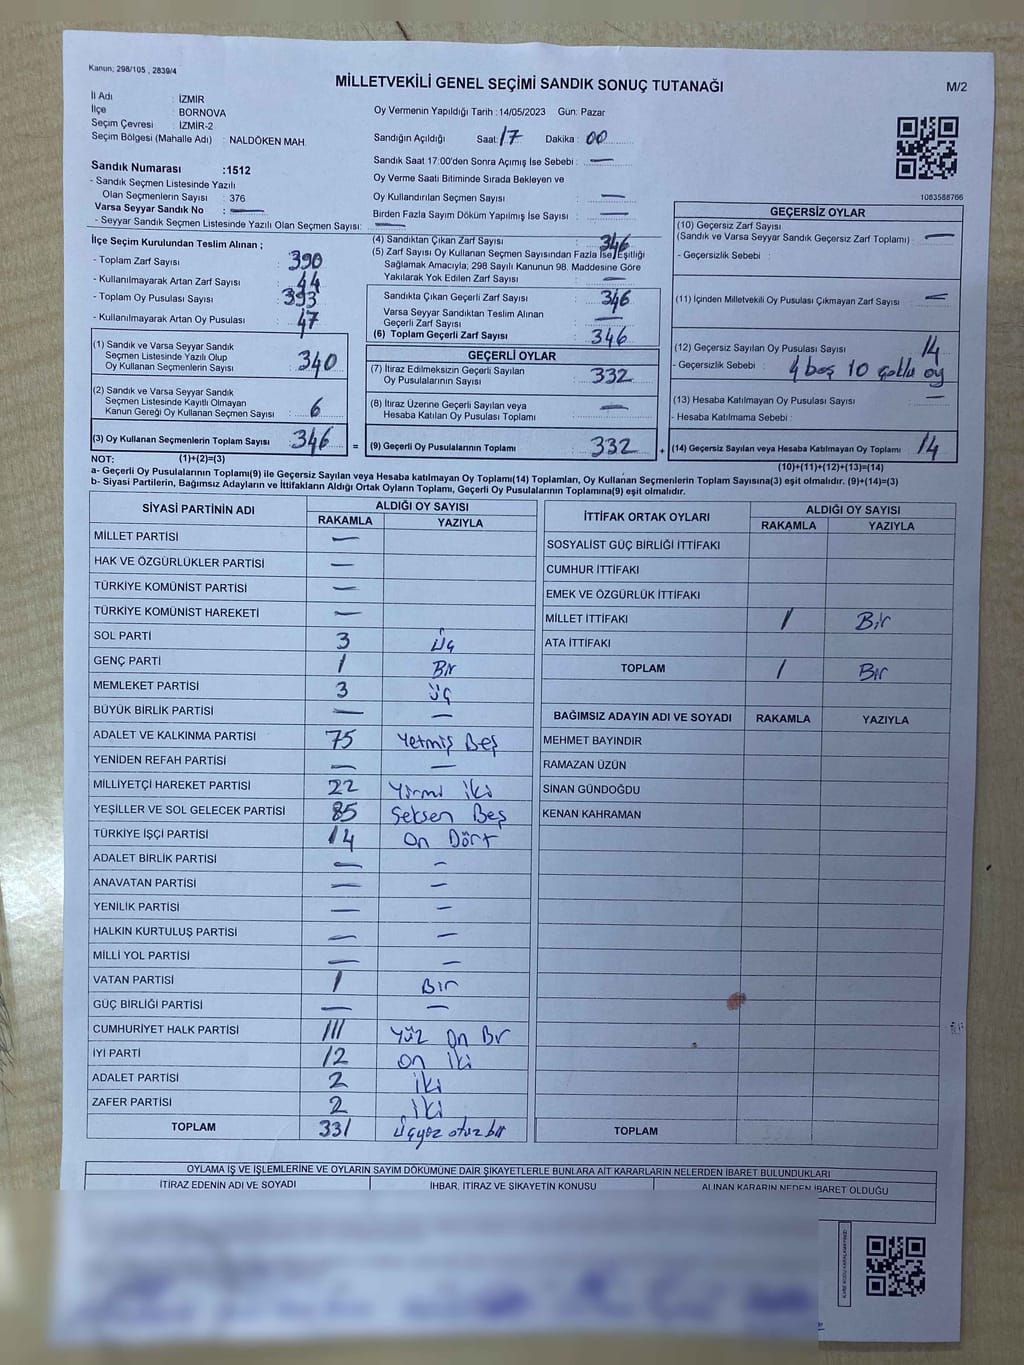 Kanun; 298/105 , 2839/4
MİLLETVEKİLİ GENEL SEÇİMİ SANDIK SONUÇ TUTANAĞI
M/2
İl Adı : İZMİR
İlçe : BORNOVA
Seçim Çevresi : İZMİR-2
Seçim Bölgesi (Mahalle Adı) : NALDÖKEN MAH.
Sandık Numarası :1512
- Sandık Seçmen Listesinde Yazılı
Olan Seçmenlerin Sayısı : 376
Varsa Seyyar Sandık No : —
- Seyyar Sandık Seçmen Listesinde Yazılı Olan Seçmen Sayısı: —
Oy Vermenin Yapıldığı Tarih :14/05/2023 Gün: Pazar
Sandığın Açıldığı Saat: 17 Dakika : 00
Sandık Saat 17:00'den Sonra Açımış İse Sebebi : —
Oy Verme Saati Bitiminde Sırada Bekleyen ve
Oy Kullandırılan Seçmen Sayısı : —
Birden Fazla Sayım Döküm Yapılmış İse Sayısı : —
1083588766
İlçe Seçim Kurulundan Teslim Alınan ;
- Toplam Zarf Sayısı : 390
- Kullanılmayarak Artan Zarf Sayısı : 44
- Toplam Oy Pusulası Sayısı : 393
- Kullanılmayarak Artan Oy Pusulası : 47
(1) Sandık ve Varsa Seyyar Sandık
Seçmen Listesinde Yazılı Olup
Oy Kullanan Seçmenlerin Sayısı : 340
(2) Sandık ve Varsa Seyyar Sandık
Seçmen Listesinde Kayıtlı Olmayan
Kanun Gereği Oy Kullanan Seçmen Sayısı : 6
(3) Oy Kullanan Seçmenlerin Toplam Sayısı : 346 =
(1)+(2)=(3)
(4) Sandıktan Çıkan Zarf Sayısı : 346
(5) Zarf Sayısı Oy Kullanan Seçmen Sayısından Fazla İse, Eşitliği
Sağlamak Amacıyla; 298 Sayılı Kanunun 98. Maddesine Göre
Yakılarak Yok Edilen Zarf Sayısı : —
Sandıkta Çıkan Geçerli Zarf Sayısı : 346
Varsa Seyyar Sandıktan Teslim Alınan
Geçerli Zarf Sayısı : —
(6) Toplam Geçerli Zarf Sayısı : 346
GEÇERLİ OYLAR
(7) İtiraz Edilmeksizin Geçerli Sayılan
Oy Pusulalarının Sayısı : 332
(8) İtiraz Üzerine Geçerli Sayılan veya
Hesaba Katılan Oy Pusulası Toplamı : —
(9) Geçerli Oy Pusulalarının Toplamı : 332 +
GEÇERSİZ OYLAR
(10) Geçersiz Zarf Sayısı
(Sandık ve Varsa Seyyar Sandık Geçersiz Zarf Toplamı) : —
- Geçersizlik Sebebi :
(11) İçinden Milletvekili Oy Pusulası Çıkmayan Zarf Sayısı : —
(12) Geçersiz Sayılan Oy Pusulası Sayısı : 14
- Geçersizlik Sebebi : 4 boş 10 çoklu oy
(13) Hesaba Katılmayan Oy Pusulası Sayısı : —
- Hesaba Katılmama Sebebi :
(14) Geçersiz Sayılan veya Hesaba Katılmayan Oy Toplamı : 14
(10)+(11)+(12)+(13)=(14)
NOT:
a- Geçerli Oy Pusulalarının Toplamı(9) ile Geçersiz Sayılan veya Hesaba katılmayan Oy Toplamı(14) Toplamları, Oy Kullanan Seçmenlerin Toplam Sayısına(3) eşit olmalıdır. (9)+(14)=(3)
b- Siyasi Partilerin, Bağımsız Adayların ve İttifakların Aldığı Ortak Oyların Toplamı, Geçerli Oy Pusulalarının Toplamına(9) eşit olmalıdır.
SİYASİ PARTİNİN ADI ALDIĞI OY SAYISI
RAKAMLA YAZIYLA
MİLLET PARTİSİ —
HAK VE ÖZGÜRLÜKLER PARTİSİ —
TÜRKİYE KOMÜNİST PARTİSİ —
TÜRKİYE KOMÜNİST HAREKETİ —
SOL PARTİ 3 üç
GENÇ PARTİ 1 Bir
MEMLEKET PARTİSİ 3 üç
BÜYÜK BİRLİK PARTİSİ — —
ADALET VE KALKINMA PARTİSİ 75 Yetmiş Beş
YENİDEN REFAH PARTİSİ — —
MİLLİYETÇİ HAREKET PARTİSİ 22 Yirmi iki
YEŞİLLER VE SOL GELECEK PARTİSİ 85 Seksen Beş
TÜRKİYE İŞÇİ PARTİSİ 14 On Dört
ADALET BİRLİK PARTİSİ — —
ANAVATAN PARTİSİ — —
YENİLİK PARTİSİ — —
HALKIN KURTULUŞ PARTİSİ — —
MİLLİ YOL PARTİSİ — —
VATAN PARTİSİ 1 Bir
GÜÇ BİRLİĞİ PARTİSİ — —
CUMHURİYET HALK PARTİSİ 111 Yüz On Br
İYİ PARTİ 12 On iki
ADALET PARTİSİ 2 iki
ZAFER PARTİSİ 2 iki
TOPLAM 331 üçyüz otuz bir
İTTİFAK ORTAK OYLARI ALDIĞI OY SAYISI
RAKAMLA YAZIYLA
SOSYALİST GÜÇ BİRLİĞİ İTTİFAKI
CUMHUR İTTİFAKI
EMEK VE ÖZGÜRLÜK İTTİFAKI
MİLLET İTTİFAKI 1 Bir
ATA İTTİFAKI
TOPLAM 1 Bir
BAĞIMSIZ ADAYIN ADI VE SOYADI RAKAMLA YAZIYLA
MEHMET BAYINDIR
RAMAZAN ÜZÜN
SİNAN GÜNDOĞDU
KENAN KAHRAMAN
TOPLAM
OYLAMA İŞ VE İŞLEMLERİNE VE OYLARIN SAYIM DÖKÜMÜNE DAİR ŞİKAYETLERLE BUNLARA AİT KARARLARIN NELERDEN İBARET BULUNDUKLARI
İTİRAZ EDENİN ADI VE SOYADI İHBAR, İTİRAZ VE ŞİKAYETİN KONUSU ALINAN KARARIN NEDEN İBARET OLDUĞU